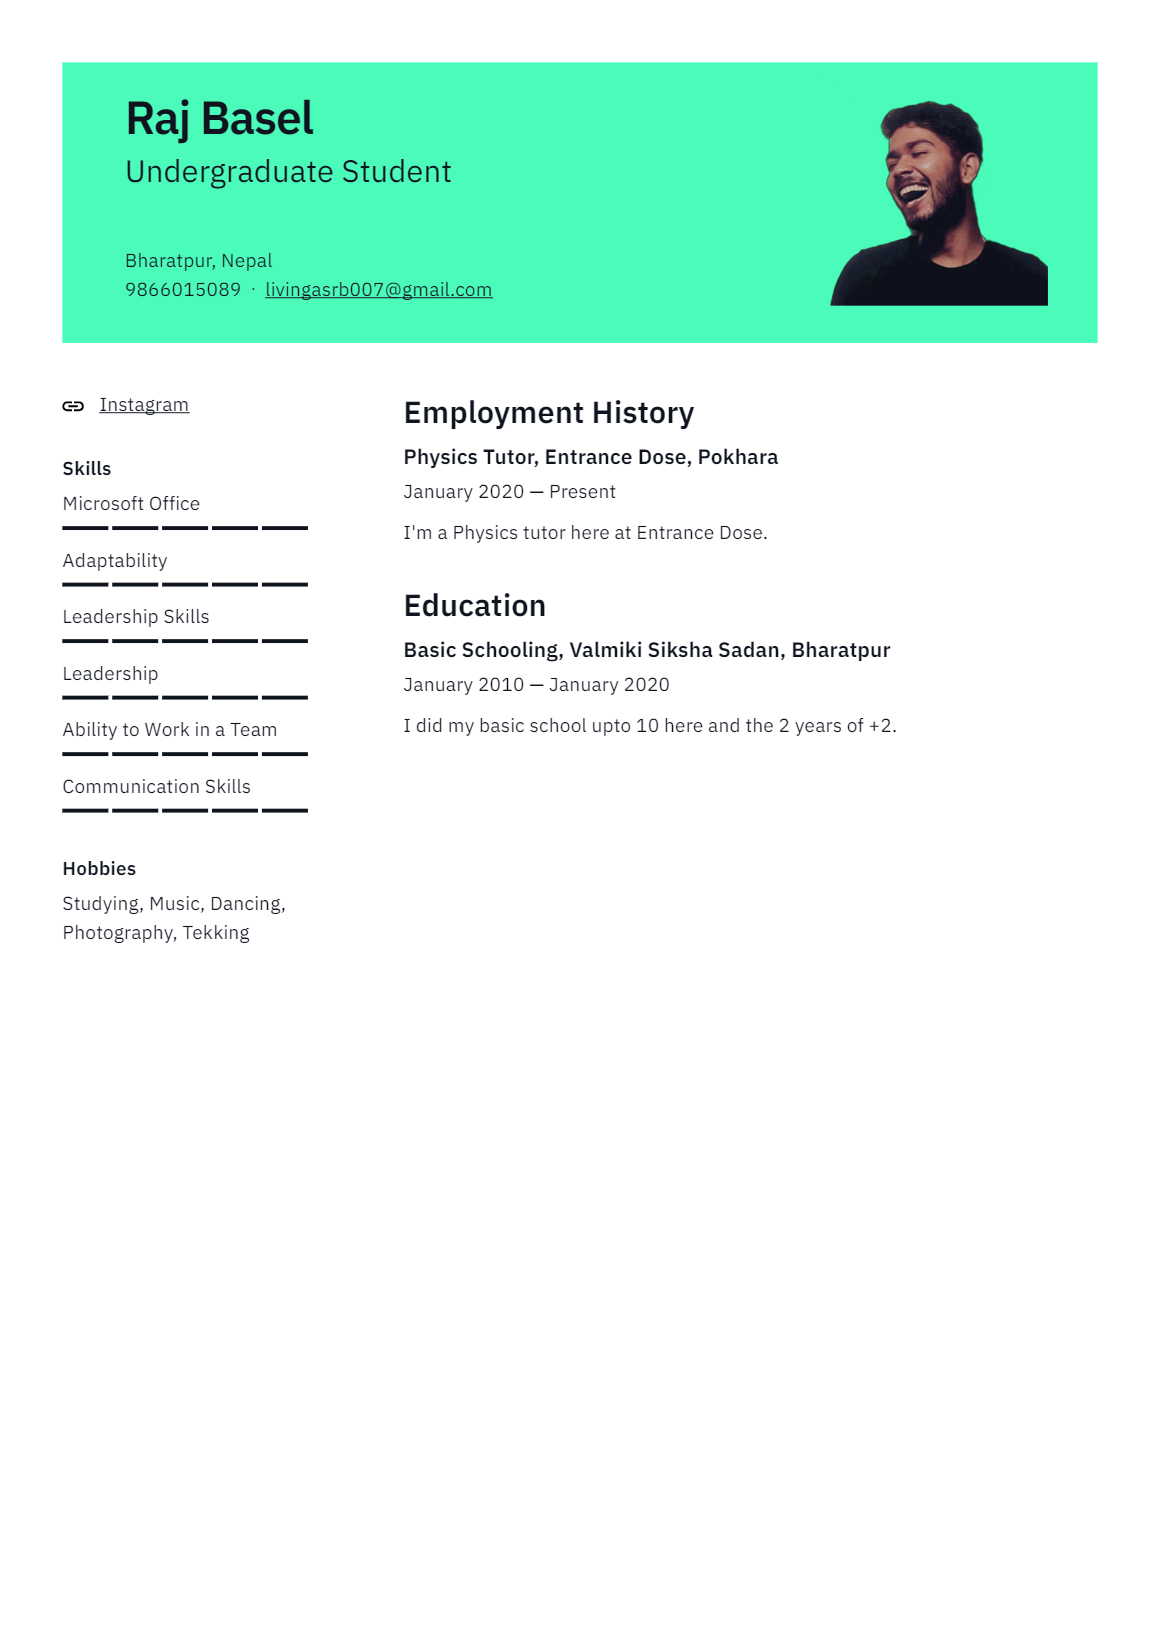 Raj Basel
Undergraduate Student
Bharatpur, Nepal
9866015089 · livingasrb007@gmail.com
Instagram
Skills
Microsoft Office
Adaptability
Leadership Skills
Leadership
Ability to Work in a Team
Communication Skills
Hobbies
Studying, Music, Dancing,
Photography, Tekking
Employment History
Physics Tutor, Entrance Dose, Pokhara
January 2020 — Present
I'm a Physics tutor here at Entrance Dose.
Education
Basic Schooling, Valmiki Siksha Sadan, Bharatpur
January 2010 — January 2020
I did my basic school upto 10 here and the 2 years of +2.